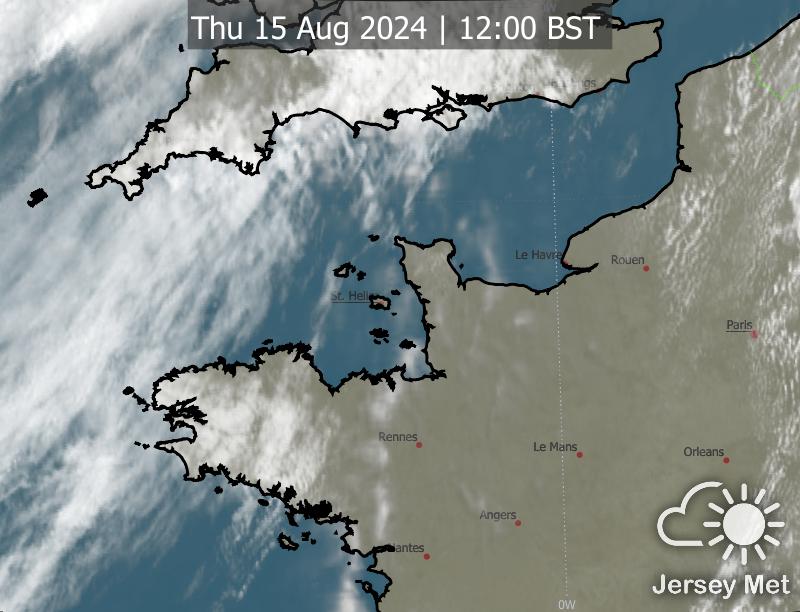 Thu 15 Aug 2024 | 12:00 BST
Le Havre
Rouen
St. Helier
Paris
Rennes
Le Mans
Orleans
Angers
Nantes
Jersey Met
0W